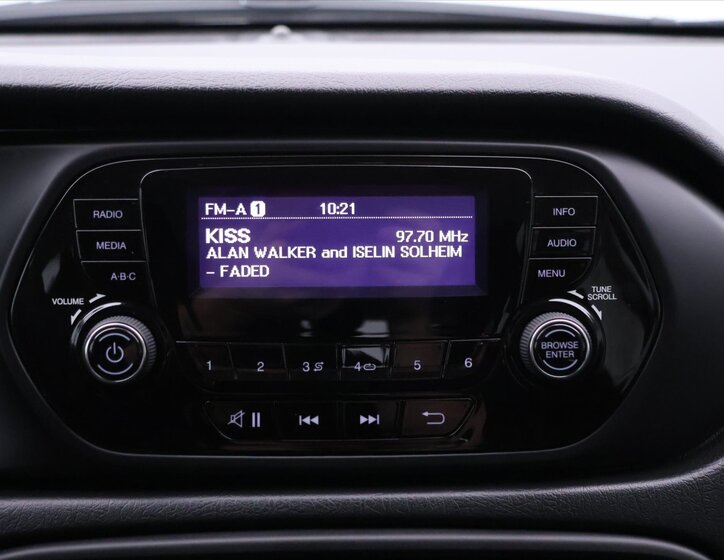 FM-A 1 10:21
KISS 97.70 MHz
ALAN WALKER and ISELIN SOLHEIM
- FADED
RADIO
MEDIA
A·B·C
VOLUME
INFO
AUDIO
MENU
TUNE
SCROLL
BROWSE
ENTER
1 2 3 4 5 6